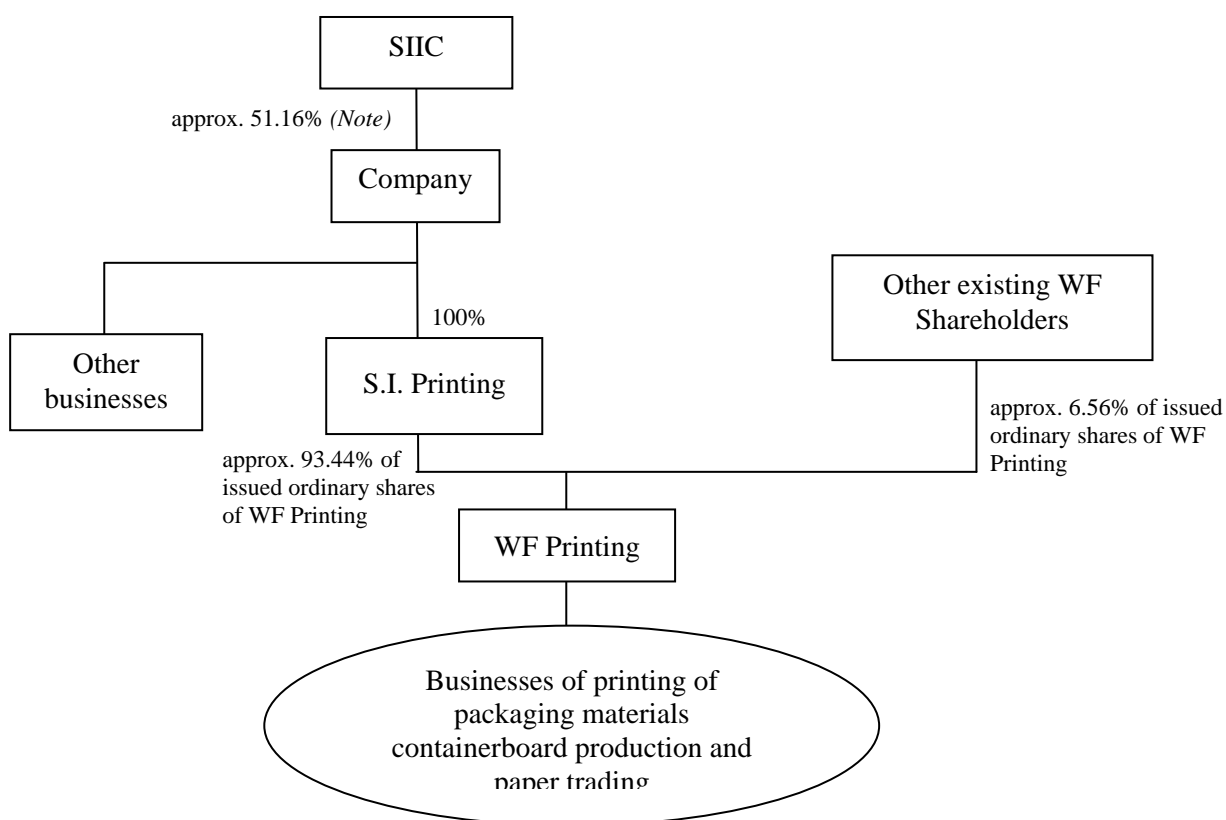 SIIC
approx. 51.16% (Note)
Company
Other existing WF
Shareholders
100%
Other
businesses
S.I. Printing
approx. 6.56% of issued
ordinary shares of WF
Printing
approx. 93.44% of
issued ordinary shares
of WF Printing
WF Printing
Businesses of printing of
packaging materials
containerboard production and
paper trading